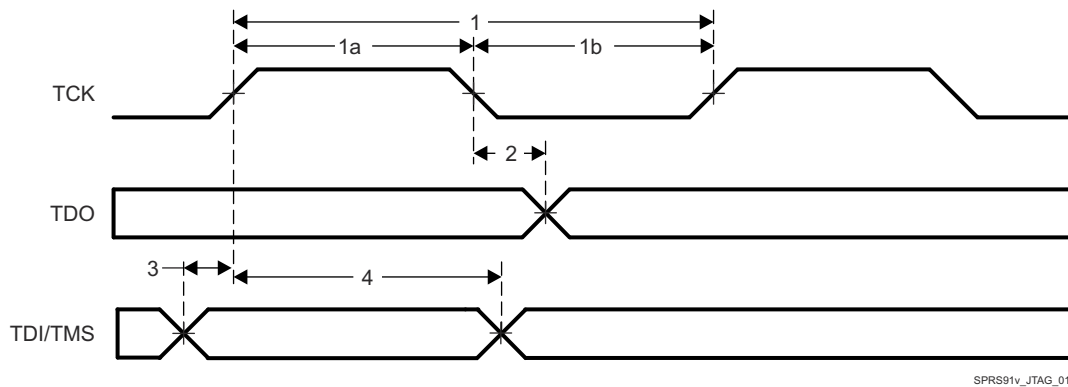 1
1a
1b
TCK
2
TDO
3
4
TDI/TMS
SPRS91v_JTAG_01